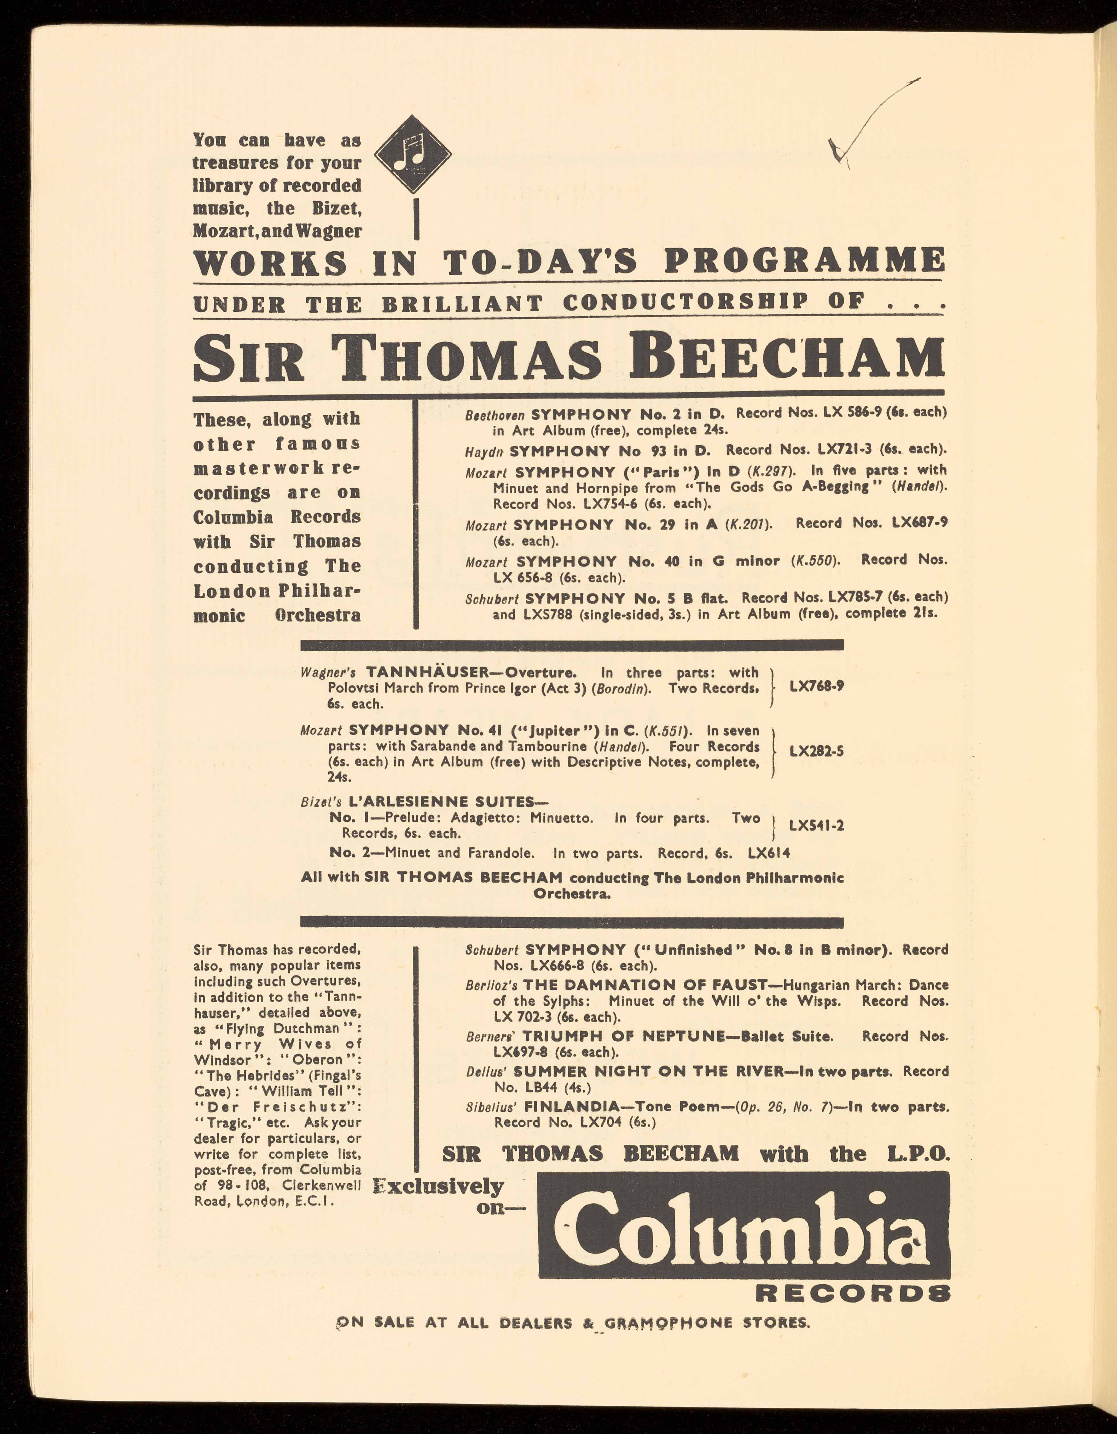 You can have as
treasures for your
library of recorded
music, the Bizet,
Mozart, and Wagner
WORKS IN TO-DAY'S PROGRAMME
UNDER THE BRILLIANT CONDUCTORSHIP OF . . .
SIR THOMAS BEECHAM
These, along with
other famous
masterwork re-
cordings are on
Columbia Records
with Sir Thomas
conducting The
London Philhar-
monic Orchestra
Beethoven SYMPHONY No. 2 in D. Record Nos. LX 586-9 (6s. each)
in Art Album (free), complete 24s.
Haydn SYMPHONY No 93 in D. Record Nos. LX721-3 (6s. each).
Mozart SYMPHONY ("Paris") in D (K.297). In five parts: with
Minuet and Hornpipe from "The Gods Go A-Begging" (Handel).
Record Nos. LX754-6 (6s. each).
Mozart SYMPHONY No. 29 in A (K.201). Record Nos. LX687-9
(6s. each).
Mozart SYMPHONY No. 40 in G minor (K.550). Record Nos.
LX 656-8 (6s. each).
Schubert SYMPHONY No. 5 B flat. Record Nos. LX785-7 (6s. each)
and LXS788 (single-sided, 3s.) in Art Album (free), complete 21s.
Wagner's TANNHÄUSER—Overture. In three parts: with
Polovtsi March from Prince Igor (Act 3) (Borodin). Two Records,
6s. each.
LX768-9
Mozart SYMPHONY No. 41 ("Jupiter") in C. (K.551). In seven
parts: with Sarabande and Tambourine (Handel). Four Records
(6s. each) in Art Album (free) with Descriptive Notes, complete,
24s.
LX282-5
Bizet's L'ARLESIENNE SUITES—
No. 1—Prelude: Adagietto: Minuetto. In four parts. Two
Records, 6s. each.
LX541-2
No. 2—Minuet and Farandole. In two parts. Record, 6s. LX614
All with SIR THOMAS BEECHAM conducting The London Philharmonic
Orchestra.
Sir Thomas has recorded,
also, many popular items
including such Overtures,
in addition to the "Tann-
hauser," detailed above,
as "Flying Dutchman":
"Merry Wives of
Windsor": "Oberon":
"The Hebrides" (Fingal's
Cave): "William Tell":
"Der Freischutz":
"Tragic," etc. Ask your
dealer for particulars, or
write for complete list,
post-free, from Columbia
of 98-108, Clerkenwell
Road, London, E.C.1.
Schubert SYMPHONY ("Unfinished" No. 8 in B minor). Record
Nos. LX666-8 (6s. each).
Berlioz's THE DAMNATION OF FAUST—Hungarian March: Dance
of the Sylphs: Minuet of the Will o' the Wisps. Record Nos.
LX 702-3 (6s. each).
Berners' TRIUMPH OF NEPTUNE—Ballet Suite. Record Nos.
LX697-8 (6s. each).
Delius' SUMMER NIGHT ON THE RIVER—In two parts. Record
No. LB44 (4s.)
Sibelius' FINLANDIA—Tone Poem—(Op. 26, No. 7)—In two parts.
Record No. LX704 (6s.)
SIR THOMAS BEECHAM with the L.P.O.
Exclusively
on—
Columbia
RECORDS
ON SALE AT ALL DEALERS & GRAMOPHONE STORES.